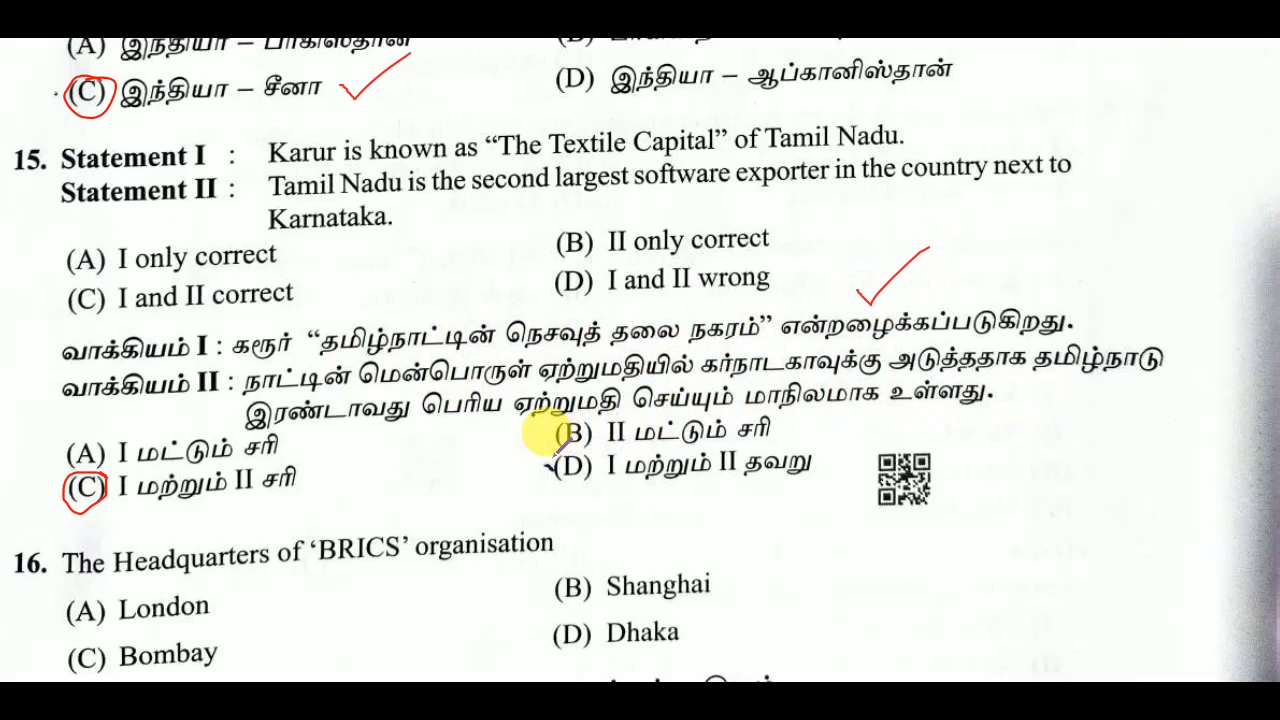 (A) இந்தியா – பாகிஸ்தான்
(C) இந்தியா – சீனா
(D) இந்தியா – ஆப்கானிஸ்தான்
15. Statement I : Karur is known as “The Textile Capital” of Tamil Nadu.
Statement II : Tamil Nadu is the second largest software exporter in the country next to
Karnataka.
(A) I only correct
(B) II only correct
(C) I and II correct
(D) I and II wrong
வாக்கியம் I : கரூர் “தமிழ்நாட்டின் நெசவுத் தலை நகரம்” என்றழைக்கப்படுகிறது.
வாக்கியம் II : நாட்டின் மென்பொருள் ஏற்றுமதியில் கர்நாடகாவுக்கு அடுத்ததாக தமிழ்நாடு
இரண்டாவது பெரிய ஏற்றுமதி செய்யும் மாநிலமாக உள்ளது.
(A) I மட்டும் சரி
(B) II மட்டும் சரி
(C) I மற்றும் II சரி
(D) I மற்றும் II தவறு
16. The Headquarters of ‘BRICS’ organisation
(A) London
(B) Shanghai
(C) Bombay
(D) Dhaka